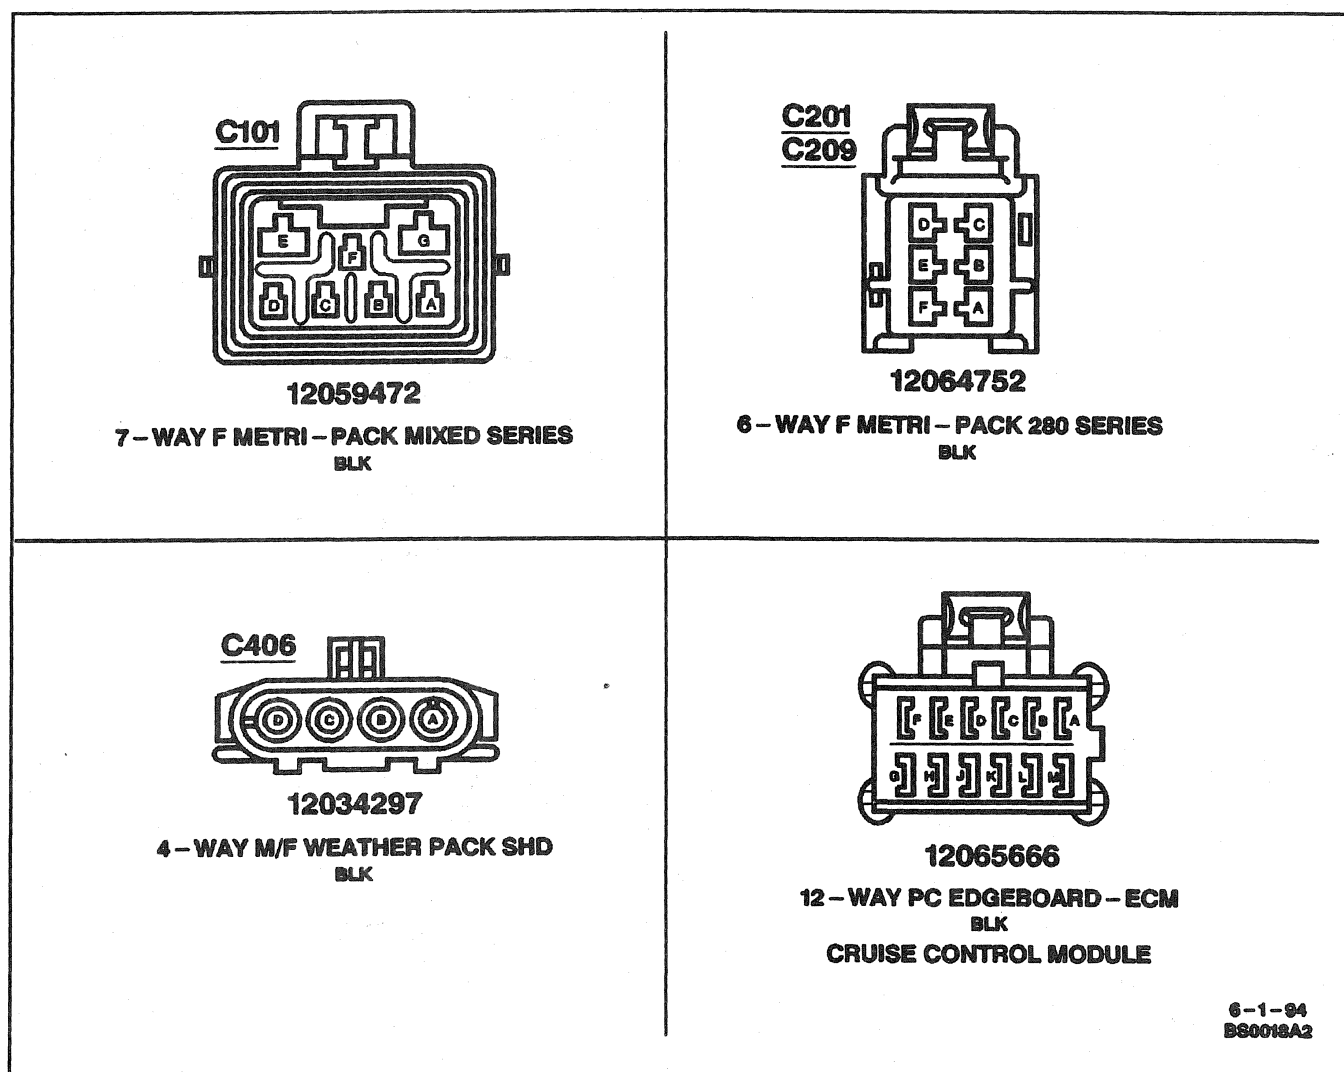 C101
E G
F
D C B A
12059472
7-WAY F METRI-PACK MIXED SERIES
BLK
C201
C209
D C
E B
F A
12064752
6-WAY F METRI-PACK 280 SERIES
BLK
C406
D C B A
12034297
4-WAY M/F WEATHER PACK SHD
BLK
F E D C B A
G H J K L M
12065666
12-WAY PC EDGEBOARD-ECM
BLK
CRUISE CONTROL MODULE
6-1-94
BS0018A2